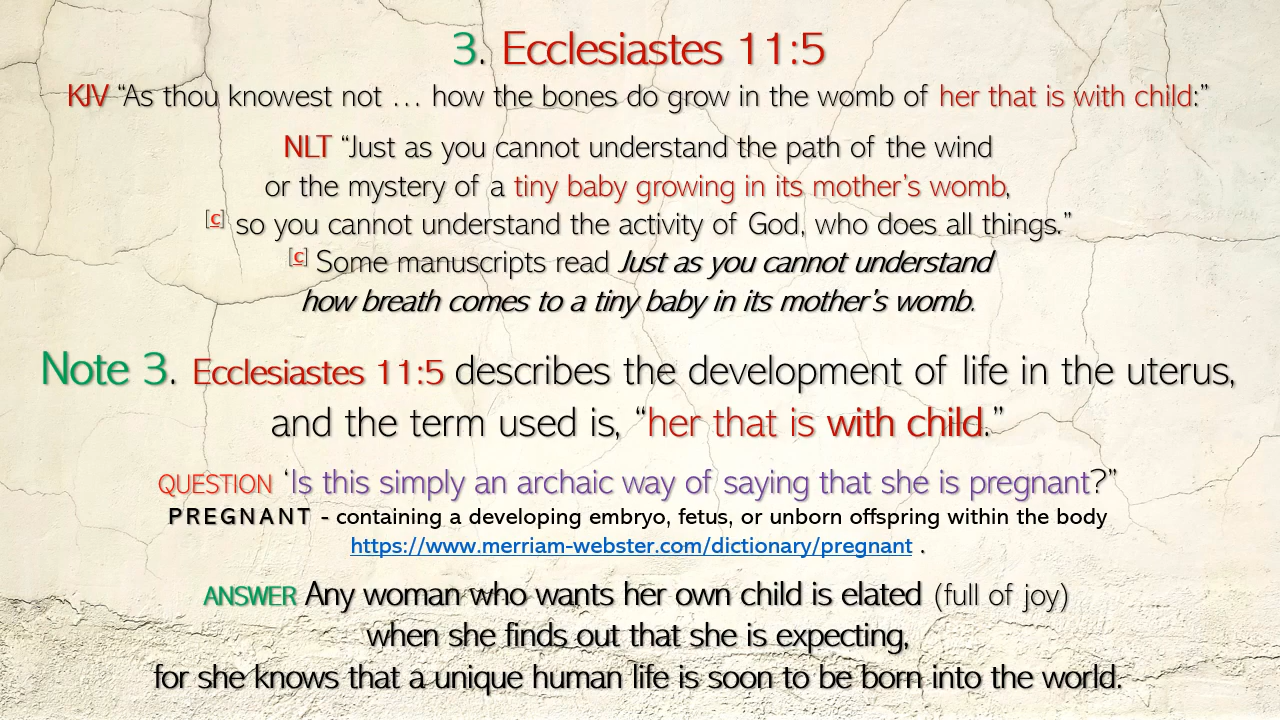 3. Ecclesiastes 11:5
KJV “As thou knowest not … how the bones do grow in the womb of her that is with child:”
NLT “Just as you cannot understand the path of the wind
or the mystery of a tiny baby growing in its mother’s womb,
[c] so you cannot understand the activity of God, who does all things.”
[c] Some manuscripts read Just as you cannot understand
how breath comes to a tiny baby in its mother’s womb.
Note 3. Ecclesiastes 11:5 describes the development of life in the uterus,
and the term used is, “her that is with child.”
QUESTION ‘Is this simply an archaic way of saying that she is pregnant?”
PREGNANT - containing a developing embryo, fetus, or unborn offspring within the body
https://www.merriam-webster.com/dictionary/pregnant .
ANSWER Any woman who wants her own child is elated (full of joy)
when she finds out that she is expecting,
for she knows that a unique human life is soon to be born into the world.